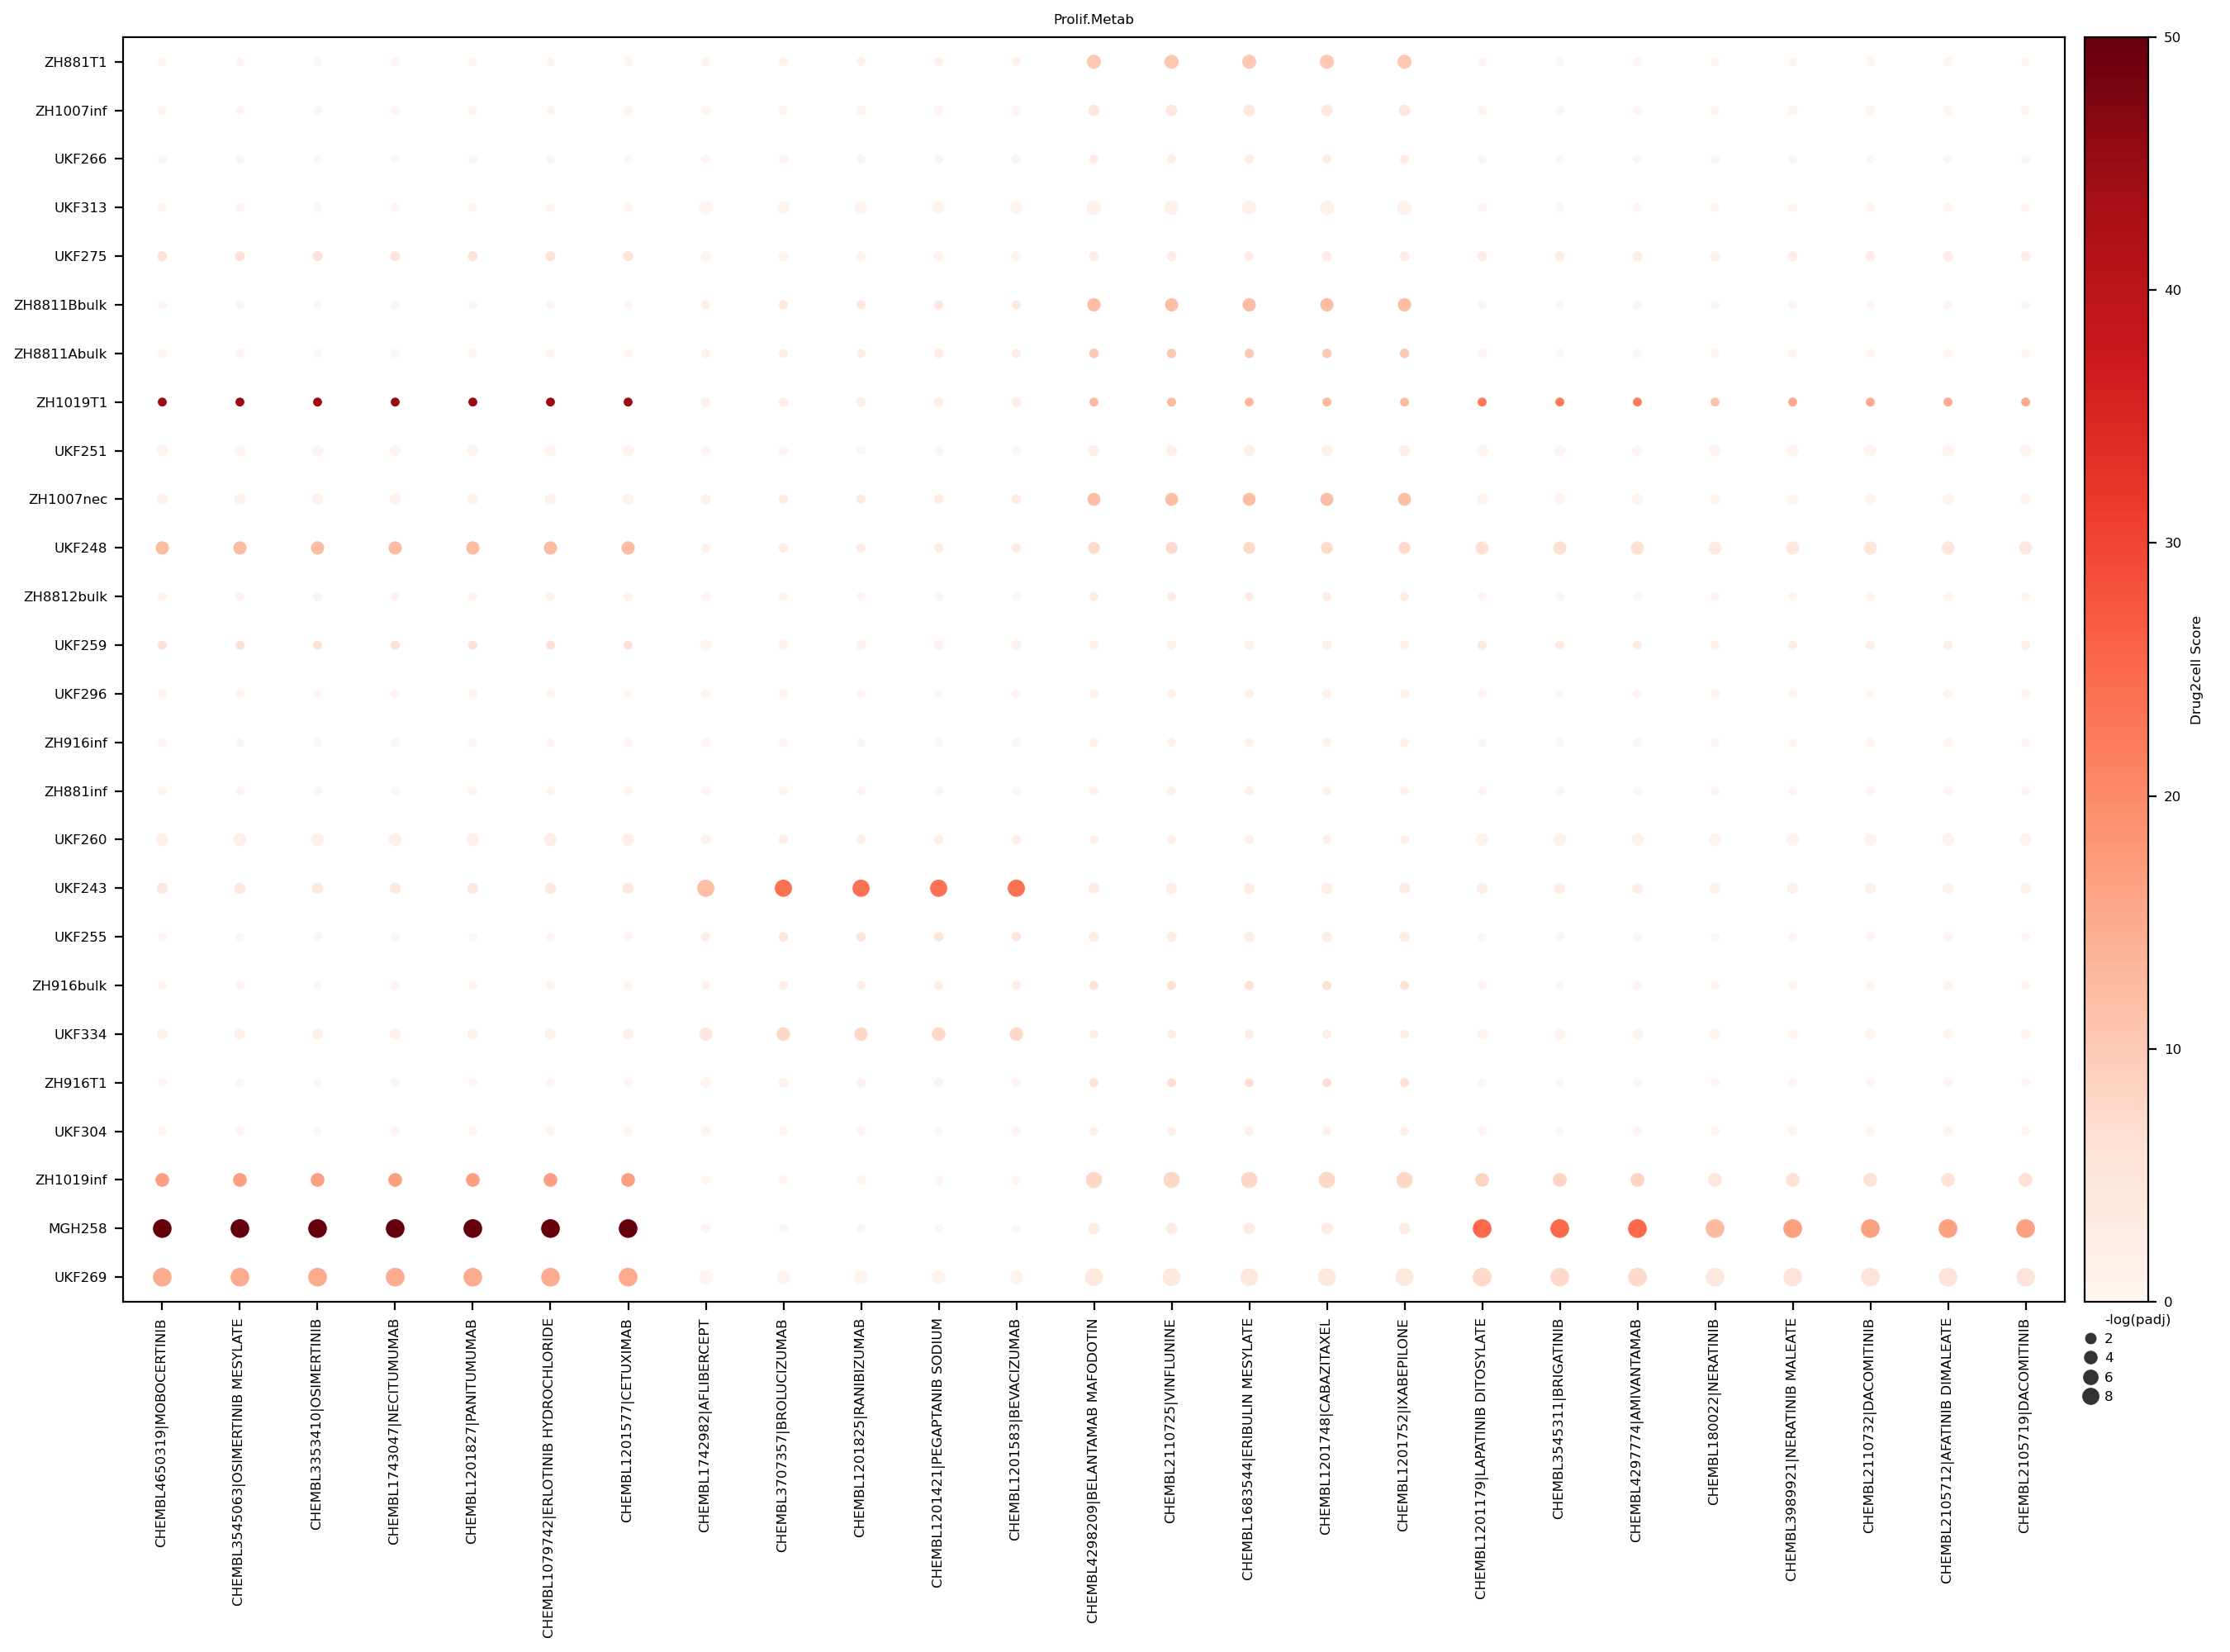 Prolif.Metab
ZH881T1
ZH1007inf
UKF266
UKF313
UKF275
ZH8811Bbulk
ZH8811Abulk
ZH1019T1
UKF251
ZH1007nec
UKF248
ZH8812bulk
UKF259
UKF296
ZH916inf
ZH881inf
UKF260
UKF243
UKF255
ZH916bulk
UKF334
ZH916T1
UKF304
ZH1019inf
MGH258
UKF269
CHEMBL4650319|MOBOCERTINIB
CHEMBL3545063|OSIMERTINIB MESYLATE
CHEMBL3353410|OSIMERTINIB
CHEMBL1743047|NECITUMUMAB
CHEMBL1201827|PANITUMUMAB
CHEMBL1079742|ERLOTINIB HYDROCHLORIDE
CHEMBL1201577|CETUXIMAB
CHEMBL1742982|AFLIBERCEPT
CHEMBL3707357|BROLUCIZUMAB
CHEMBL1201825|RANIBIZUMAB
CHEMBL1201421|PEGAPTANIB SODIUM
CHEMBL1201583|BEVACIZUMAB
CHEMBL4298209|BELANTAMAB MAFODOTIN
CHEMBL2110725|VINFLUNINE
CHEMBL1683544|ERIBULIN MESYLATE
CHEMBL1201748|CABAZITAXEL
CHEMBL1201752|IXABEPILONE
CHEMBL1201179|LAPATINIB DITOSYLATE
CHEMBL3545311|BRIGATINIB
CHEMBL4297774|AMIVANTAMAB
CHEMBL180022|NERATINIB
CHEMBL3989921|NERATINIB MALEATE
CHEMBL2110732|DACOMITINIB
CHEMBL2105712|AFATINIB DIMALEATE
CHEMBL2105719|DACOMITINIB
50
40
30
20
10
0
Drug2cell Score
-log(padj)
2
4
6
8